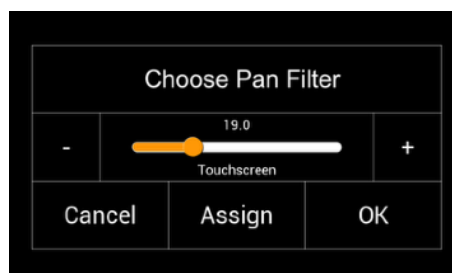 Choose Pan Filter
19.0
- +
Touchscreen
Cancel Assign OK